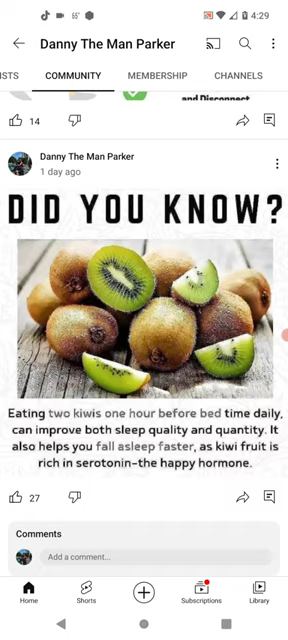 65°
4:29
Danny The Man Parker
ISTS COMMUNITY MEMBERSHIP CHANNELS
and Disconnect
14
Danny The Man Parker
1 day ago
DID YOU KNOW?
Eating two kiwis one hour before bed time daily,
can improve both sleep quality and quantity. It
also helps you fall asleep faster, as kiwi fruit is
rich in serotonin-the happy hormone.
27
Comments
Add a comment...
Home Shorts Subscriptions Library